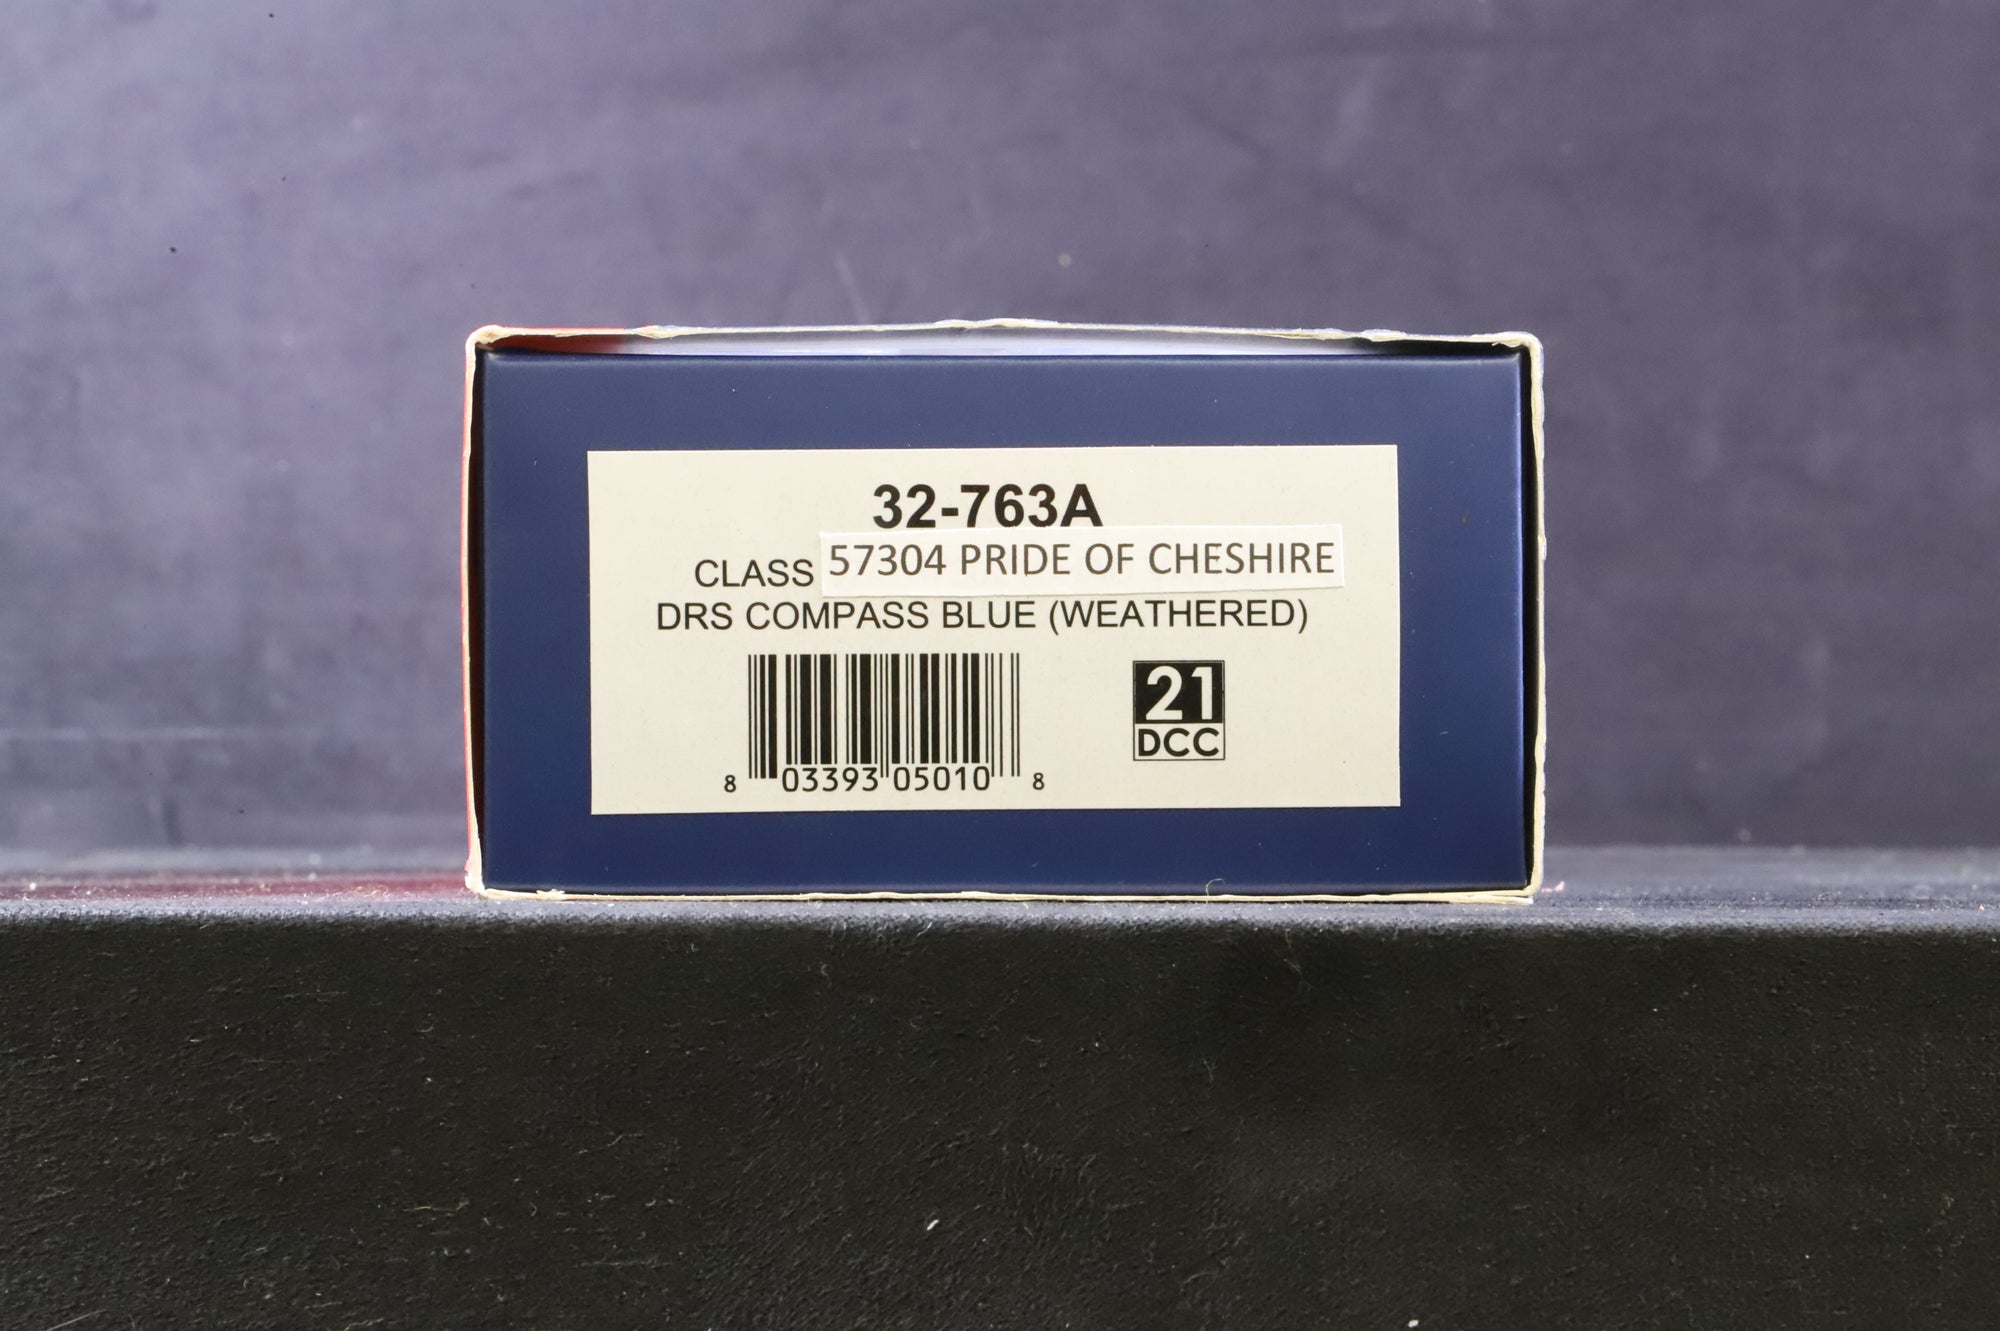 32-763A
CLASS 57304 PRIDE OF CHESHIRE
DRS COMPASS BLUE (WEATHERED)
8 03393 05010 8
21
DCC